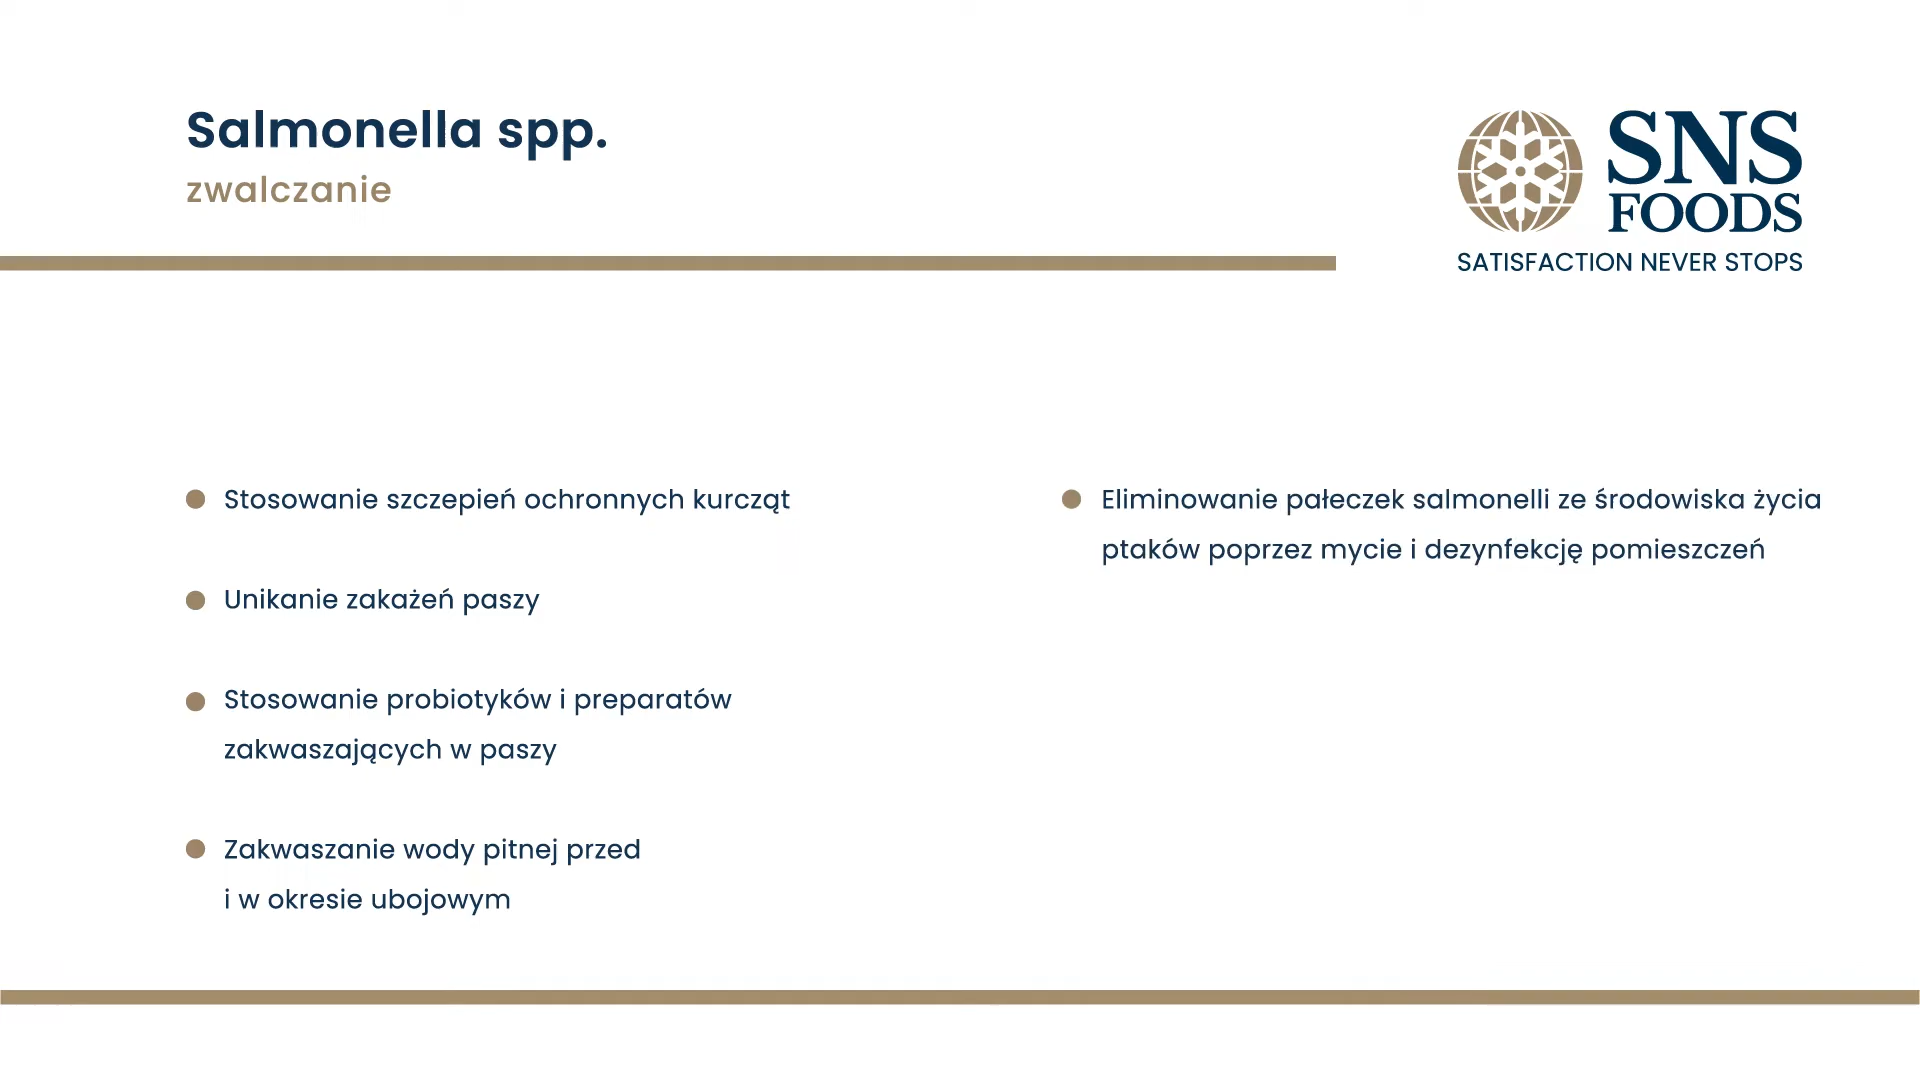 Salmonella spp.
zwalczanie
SNS
FOODS
SATISFACTION NEVER STOPS
Stosowanie szczepień ochronnych kurcząt
Unikanie zakażeń paszy
Stosowanie probiotyków i preparatów
zakwaszających w paszy
Zakwaszanie wody pitnej przed
i w okresie ubojowym
Eliminowanie pałeczek salmonelli ze środowiska życia
ptaków poprzez mycie i dezynfekcję pomieszczeń